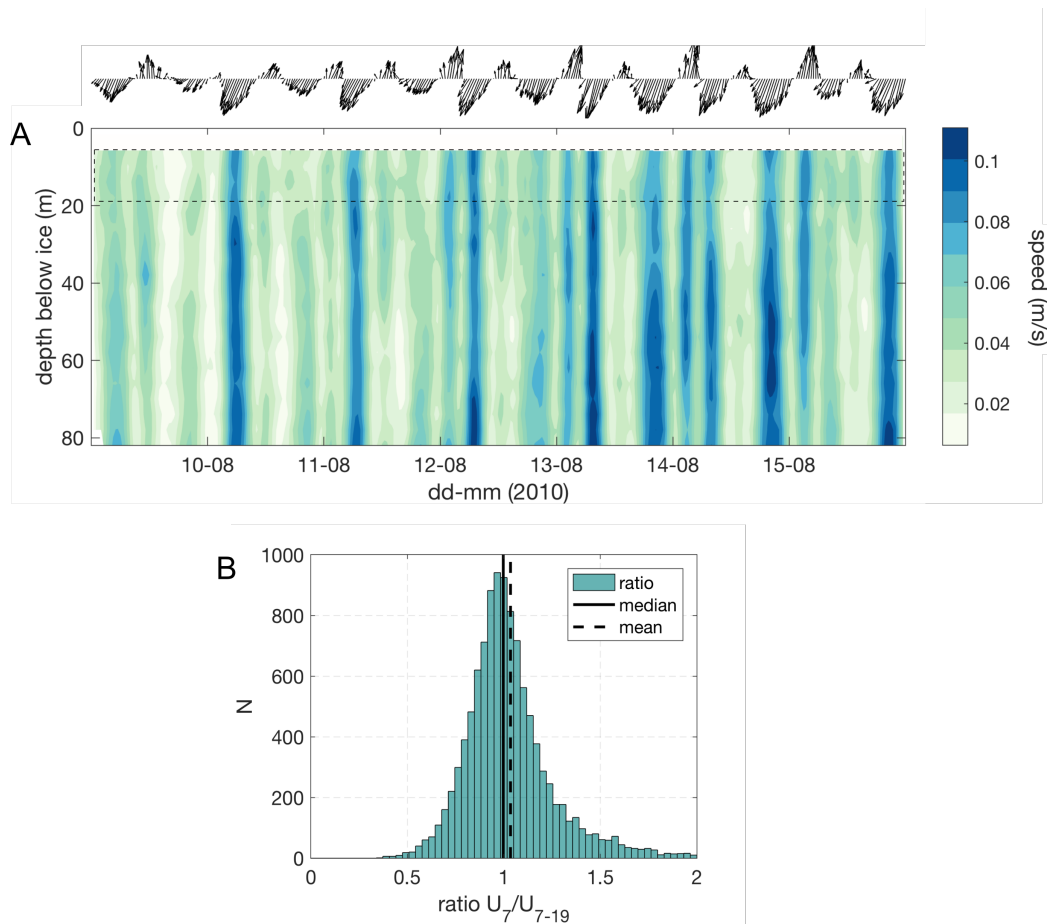 A
0
20
40
60
80
depth below ice (m)
10-08 11-08 12-08 13-08 14-08 15-08
dd-mm (2010)
0.1
0.08
0.06
0.04
0.02
speed (m/s)
B
1000
800
600
400
200
0
N
0 0.5 1 1.5 2
ratio U7/U7-19
ratio
median
mean